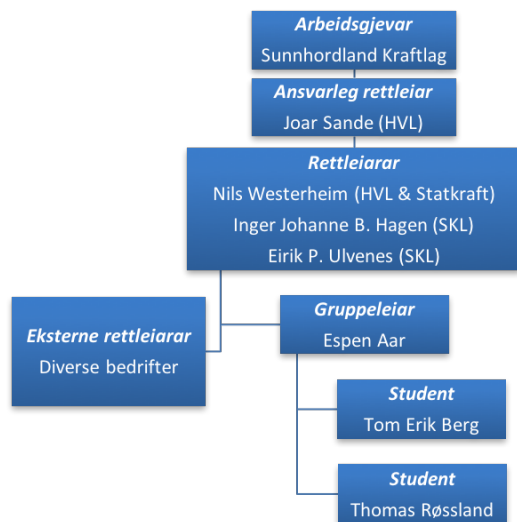 Arbeidsgjevar
Sunnhordland Kraftlag
Ansvarleg rettleiar
Joar Sande (HVL)
Rettleiarar
Nils Westerheim (HVL & Statkraft)
Inger Johanne B. Hagen (SKL)
Eirik P. Ulvenes (SKL)
Eksterne rettleiarar
Diverse bedrifter
Gruppeleiar
Espen Aar
Student
Tom Erik Berg
Student
Thomas Røssland